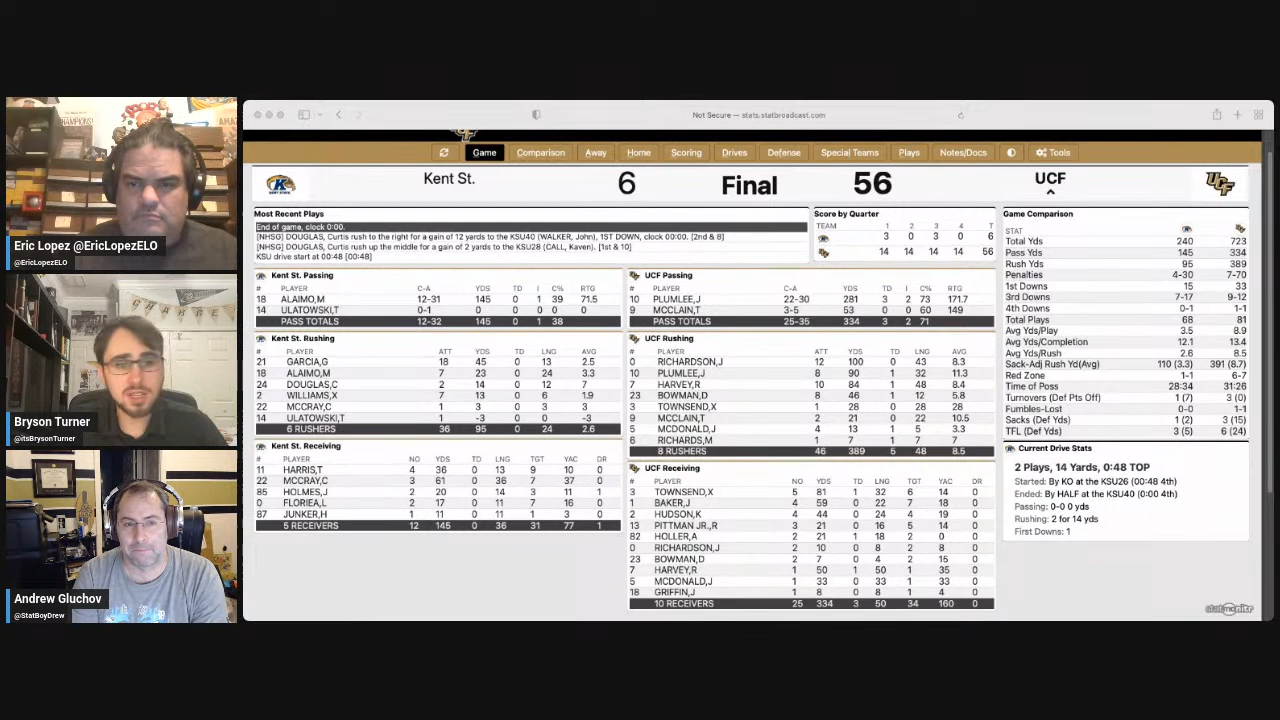 Eric Lopez @EricLopezELO
@EricLopezELO
Bryson Turner
@itsBrysonTurner
Andrew Gluchov
@StatBoyDrew
Not Secure — stats.statbroadcast.com
Game Comparison Away Home Scoring Drives Defense Special Teams Plays Notes/Docs Tools
Kent St. 6 Final 56 UCF
Most Recent Plays
End of game, clock 0:00.
[NHSG] DOUGLAS, Curtis rush to the right for a gain of 12 yards to the KSU40 (WALKER, John), 1ST DOWN, clock 00:00. [2nd & 8]
[NHSG] DOUGLAS, Curtis rush up the middle for a gain of 2 yards to the KSU28 (CALL, Kaven). [1st & 10]
KSU drive start at 00:48 [00:48]
Score by Quarter
TEAM 1 2 3 4 T
3 0 3 0 6
14 14 14 14 56
Kent St. Passing
# PLAYER C-A YDS TD I C% RTG
18 ALAIMO,M 12-31 145 0 1 39 71.5
14 ULATOWSKI,T 0-1 0 0 0 0 0
PASS TOTALS 12-32 145 0 1 38
Kent St. Rushing
# PLAYER ATT YDS TD LNG AVG
21 GARCIA,G 18 45 0 13 2.5
18 ALAIMO,M 7 23 0 24 3.3
24 DOUGLAS,C 2 14 0 12 7
2 WILLIAMS,X 7 13 0 6 1.9
22 MCCRAY,C 1 3 0 3 3
14 ULATOWSKI,T 1 -3 0 -3
6 RUSHERS 36 95 0 24 2.6
Kent St. Receiving
# PLAYER NO YDS TD LNG TGT YAC DR
11 HARRIS,T 4 36 0 13 9 10 0
22 MCCRAY,C 3 61 0 36 7 37 0
85 HOLMES,J 2 20 0 14 3 11 1
0 FLORIEA,L 2 17 0 11 7 16 0
87 JUNKER,H 1 11 0 11 1 3 0
5 RECEIVERS 12 145 0 36 31 77 1
UCF Passing
# PLAYER C-A YDS TD I C% RTG
10 PLUMLEE,J 22-30 281 3 2 73 171.7
9 MCCLAIN,T 3-5 53 0 0 60 149
PASS TOTALS 25-35 334 3 2 71
UCF Rushing
# PLAYER ATT YDS TD LNG AVG
0 RICHARDSON,J 12 100 43 8.3
10 PLUMLEE,J 8 90 1 32 11.3
7 HARVEY,R 10 84 1 48 8.4
23 BOWMAN,D 8 46 12 5.8
3 TOWNSEND,X 1 28 0 28 28
9 MCCLAIN,T 2 21 0 22 10.5
5 MCDONALD,J 4 13 1 5 3.3
6 RICHARDS,M 1 7 1 7 7
8 RUSHERS 46 389 5 48 8.5
UCF Receiving
# PLAYER NO YDS TD LNG TGT YAC DR
3 TOWNSEND,X 5 81 1 32 6 14 0
1 BAKER,J 4 59 0 22 7 18 0
2 HUDSON,K 4 44 0 24 4 19 0
13 PITTMAN JR.,R 3 21 0 16 5 14 0
82 HOLLER,A 2 21 1 18 2 0 0
0 RICHARDSON,J 2 10 0 8 2 8 0
23 BOWMAN,D 2 7 0 4 2 15 0
7 HARVEY,R 1 50 1 50 1 35 0
5 MCDONALD,J 1 33 0 33 1 33 0
18 GRIFFIN,J 1 8 0 8 1 4 0
10 RECEIVERS 25 334 3 50 34 160 0
Game Comparison
STAT
Total Yds 240 723
Pass Yds 145 334
Rush Yds 95 389
Penalties 4-30 7-70
1st Downs 15 33
3rd Downs 7-17 9-12
4th Downs 0-1 1-1
Total Plays 68 81
Avg Yds/Play 3.5 8.9
Avg Yds/Completion 12.1 13.4
Avg Yds/Rush 2.6 8.5
Sack-Adj Rush Yd(Avg) 110 (3.3) 391 (8.7)
Red Zone 1-1 6-7
Time of Poss 28:34 31:26
Turnovers (Def Pts Off) 1 (7) 3 (0)
Fumbles-Lost 0-0 1-1
Sacks (Def Yds) 1 (2) 3 (15)
TFL (Def Yds) 3 (5) 6 (24)
Current Drive Stats
2 Plays, 14 Yards, 0:48 TOP
Started: By KO at the KSU26 (00:48 4th)
Ended: By HALF at the KSU40 (0:00 4th)
Passing: 0-0 0 yds
Rushing: 2 for 14 yds
First Downs: 1
statmonitr